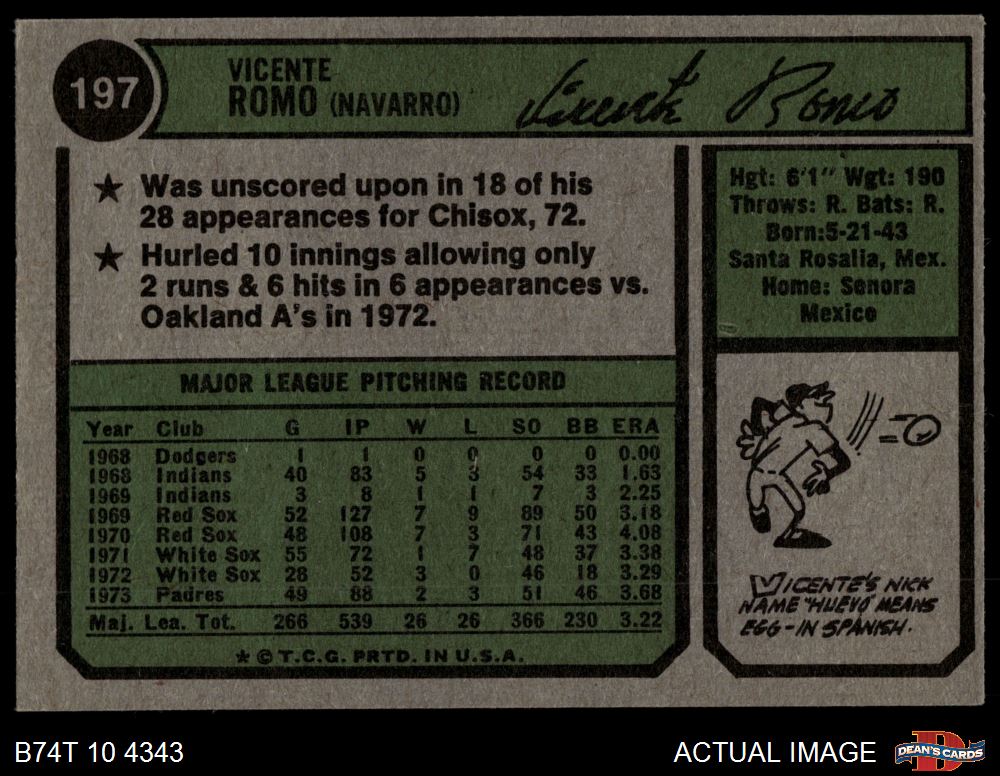 197
VICENTE
ROMO (NAVARRO)
Vicente Romo
★ Was unscored upon in 18 of his
28 appearances for Chisox, 72.
★ Hurled 10 innings allowing only
2 runs & 6 hits in 6 appearances vs.
Oakland A's in 1972.
Hgt: 6'1" Wgt: 190
Throws: R. Bats: R.
Born:5-21-43
Santa Rosalia, Mex.
Home: Senora
Mexico
MAJOR LEAGUE PITCHING RECORD
Year Club G IP W L SO BB ERA
1968 Dodgers 1 1 0 0 0 0 0.00
1968 Indians 40 83 5 3 54 33 1.63
1969 Indians 3 8 1 1 7 3 2.25
1969 Red Sox 52 127 7 9 89 50 3.18
1970 Red Sox 48 108 7 3 71 43 4.08
1971 White Sox 55 72 1 7 48 37 3.38
1972 White Sox 28 52 3 0 46 18 3.29
1973 Padres 49 88 2 3 51 46 3.68
Maj. Lea. Tot. 266 539 26 26 366 230 3.22
★ © T.C.G. PRTD. IN U.S.A.
VICENTE'S NICK
NAME "HUEVO" MEANS
EGG-IN SPANISH.
B74T 10 4343
ACTUAL IMAGE
DEAN'S CARDS